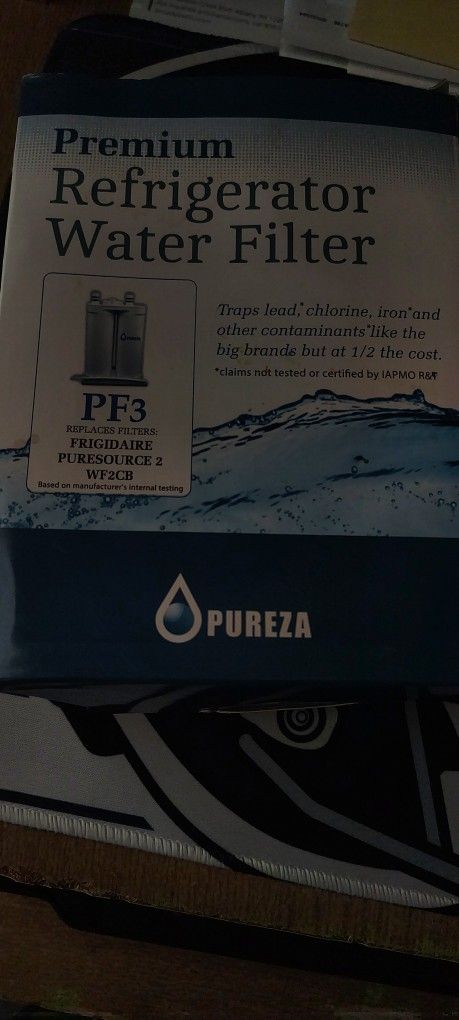 Premium
Refrigerator
Water Filter
Traps lead,* chlorine, iron* and
other contaminants* like the
big brands but at 1/2 the cost.
*claims not tested or certified by IAPMO R&T
PF3
REPLACES FILTERS:
FRIGIDAIRE
PURESOURCE 2
WF2CB
Based on manufacturer's internal testing
PUREZA